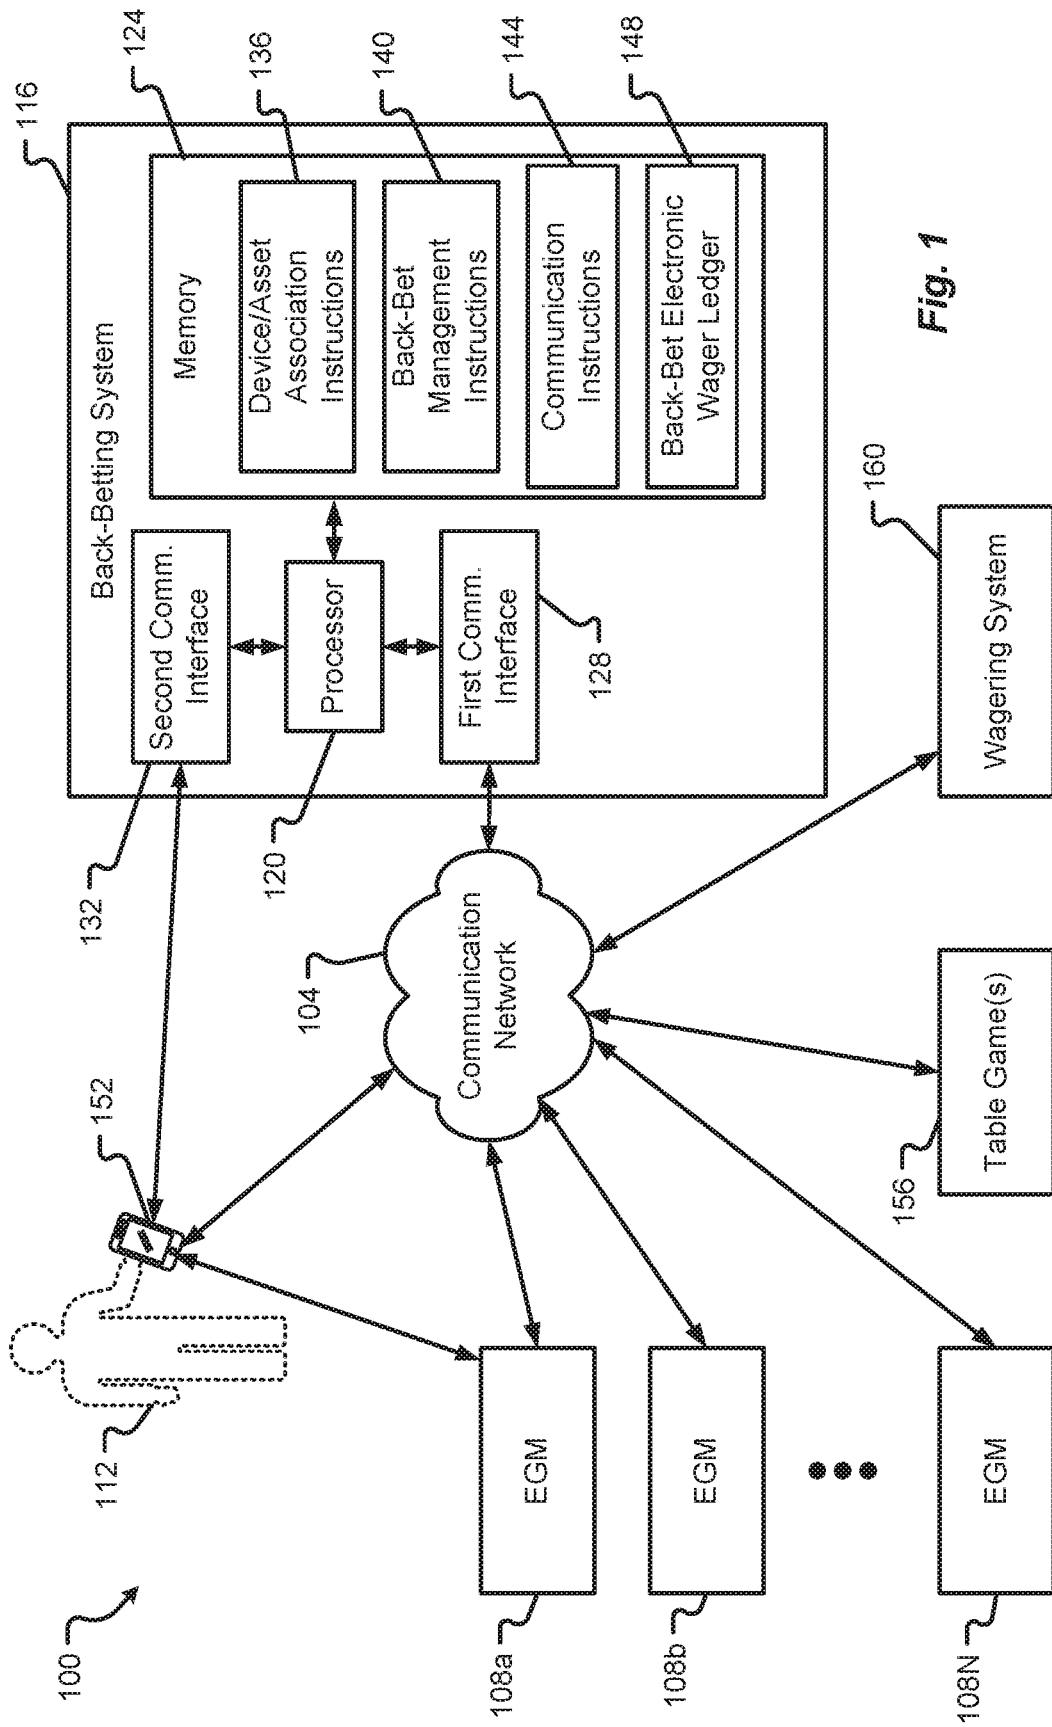 100
112
152
132
116
Back-Betting System
124
Second Comm.
Interface
Memory
120
Processor
Device/Asset
Association
Instructions
136
Back-Bet
Management
Instructions
140
104
Communication
Network
First Comm.
Interface
128
Communication
Instructions
144
Back-Bet Electronic
Wager Ledger
148
108a
EGM
108b
EGM
108N
EGM
156
Table Game(s)
160
Wagering System
Fig. 1